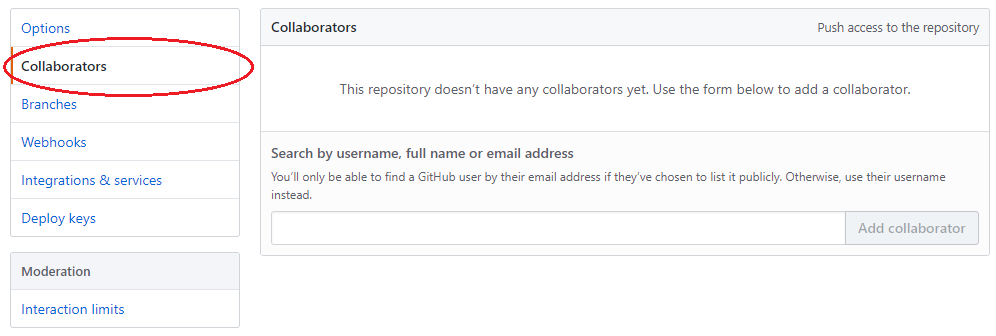 Options
Collaborators
Branches
Webhooks
Integrations & services
Deploy keys
Moderation
Interaction limits
Collaborators
Push access to the repository
This repository doesn't have any collaborators yet. Use the form below to add a collaborator.
Search by username, full name or email address
You'll only be able to find a GitHub user by their email address if they've chosen to list it publicly. Otherwise, use their username
instead.
Add collaborator